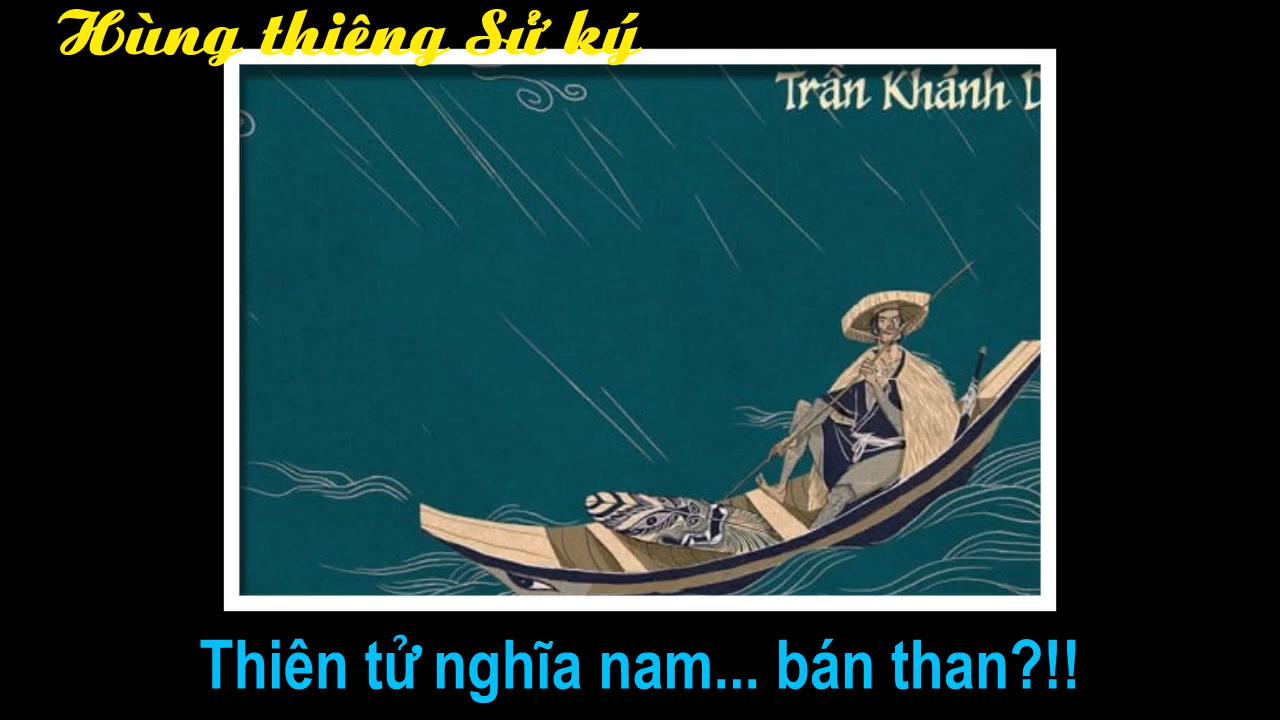 Hùng thiêng Sử ký
Trần Khánh D
Thiên tử nghĩa nam... bán than?!!